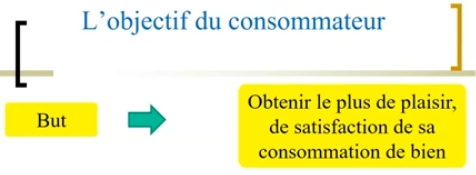 L'objectif du consommateur
But
Obtenir le plus de plaisir,
de satisfaction de sa
consommation de bien